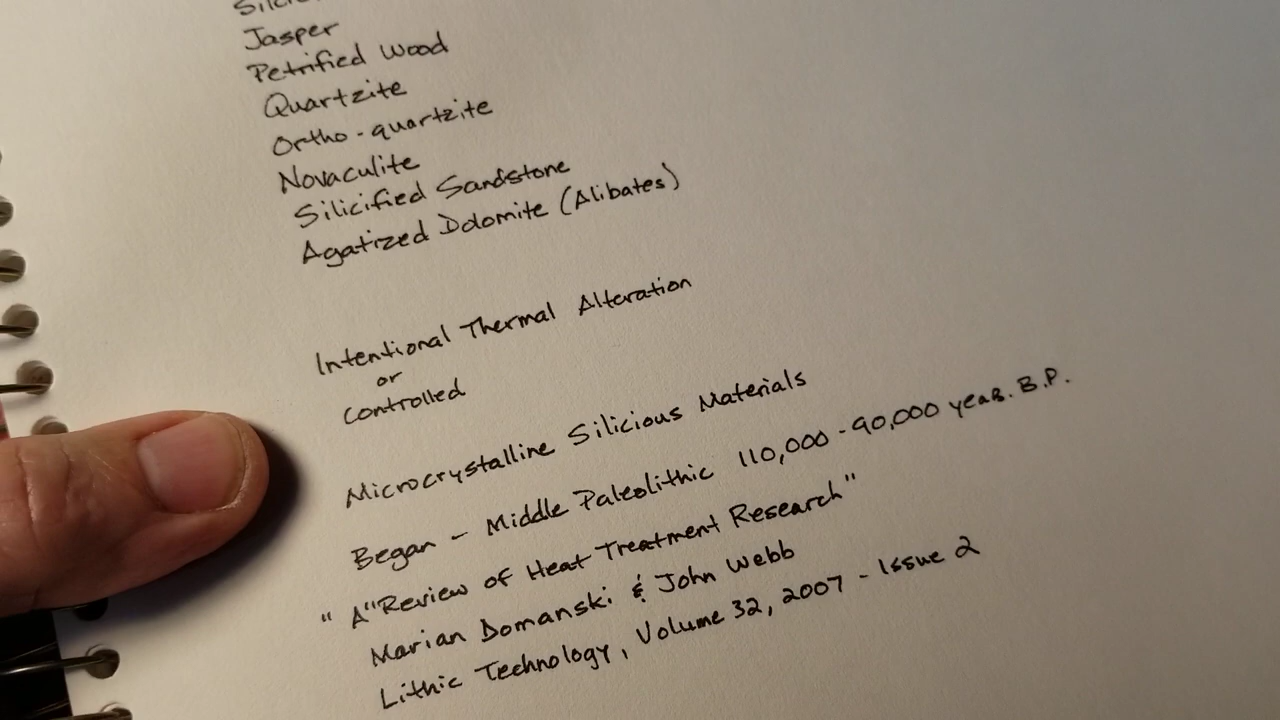 Jasper
Petrified Wood
Quartzite
Ortho-quartzite
Novaculite
Silicified Sandstone
Agatized Dolomite (Alibates)
Intentional Thermal Alteration
or
Controlled
Microcrystalline Silicious Materials
Began - Middle Paleolithic 110,000 - 90,000 years. B.P.
" A "Review of Heat Treatment Research"
Marian Domanski & John Webb
Lithic Technology, Volume 32, 2007 - Issue 2